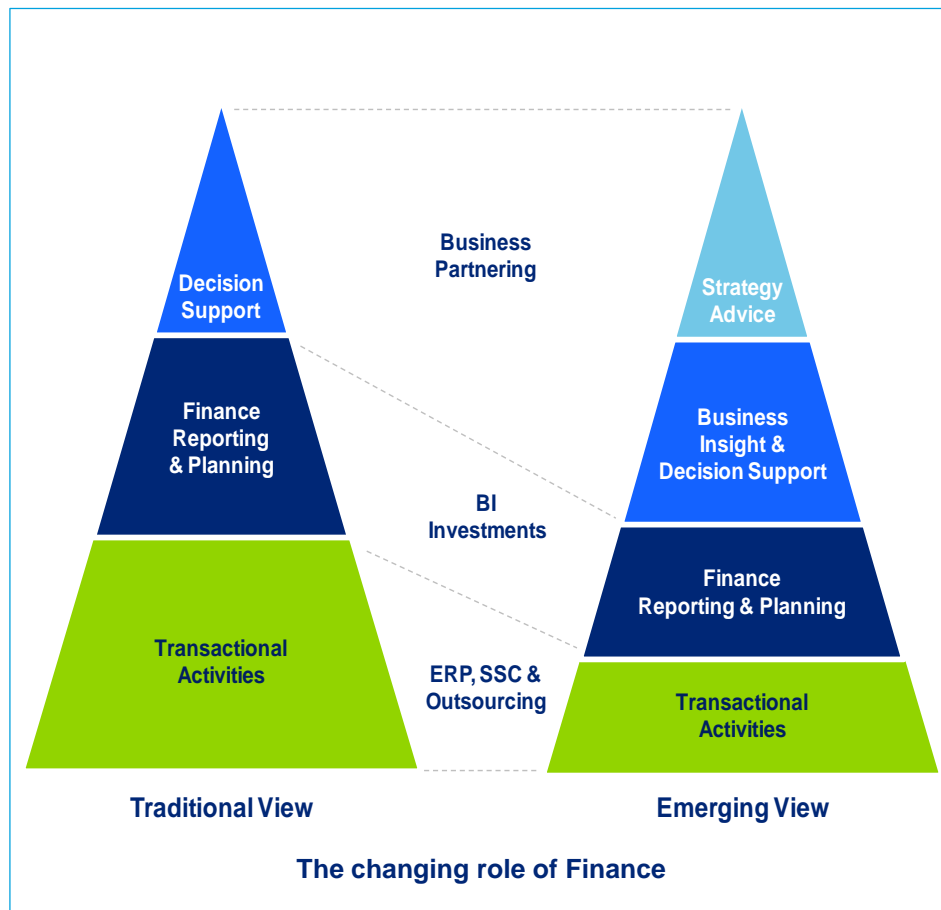 Decision
Support
Finance
Reporting
& Planning
Transactional
Activities
Traditional View
Business
Partnering
BI
Investments
ERP, SSC &
Outsourcing
Strategy
Advice
Business
Insight &
Decision Support
Finance
Reporting & Planning
Transactional
Activities
Emerging View
The changing role of Finance